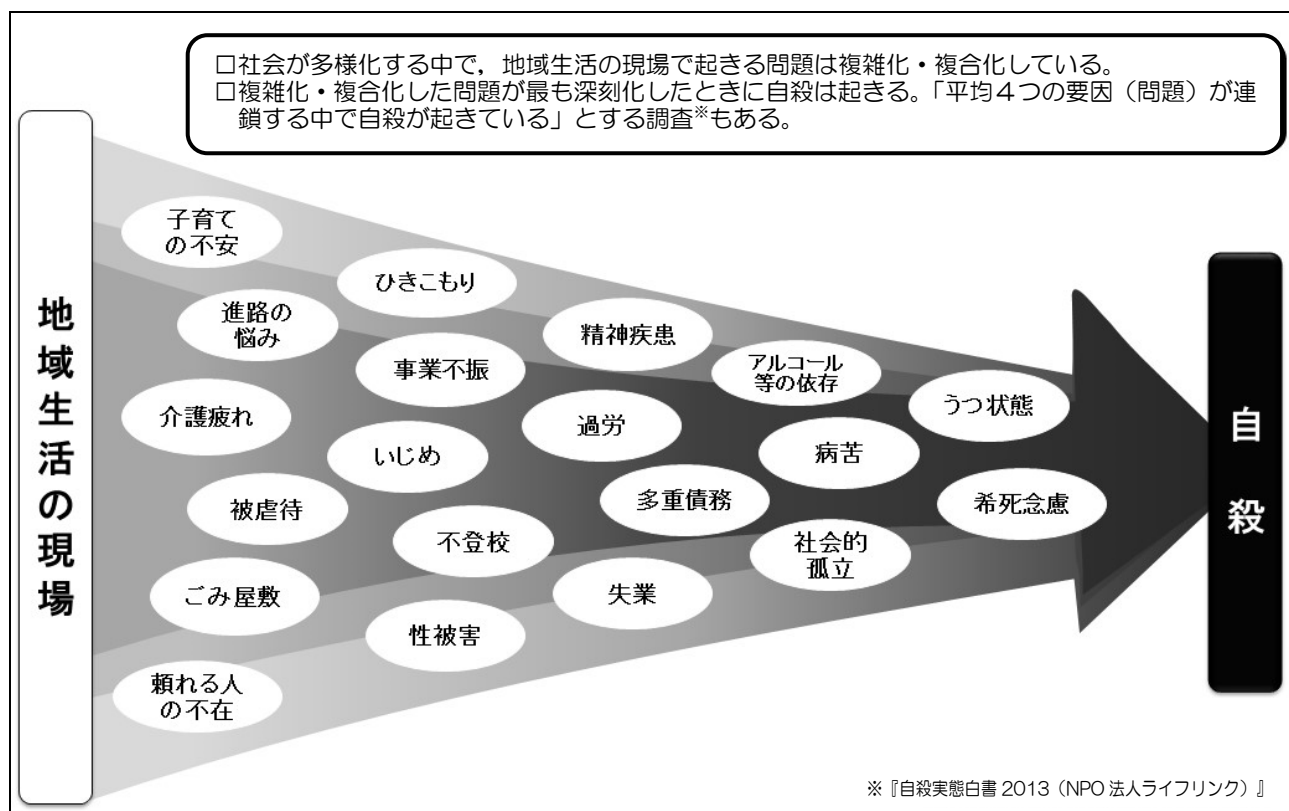 □社会が多様化する中で，地域生活の現場で起きる問題は複雑化・複合化している。
□複雑化・複合化した問題が最も深刻化したときに自殺は起きる。「平均４つの要因（問題）が連
鎖する中で自殺が起きている」とする調査※もある。
地域生活の現場
子育て
の不安
進路の
悩み
介護疲れ
被虐待
ごみ屋敷
頼れる人
の不在
ひきこもり
事業不振
いじめ
不登校
性被害
精神疾患
過労
多重債務
失業
アルコール
等の依存
病苦
社会的
孤立
うつ状態
希死念慮
自殺
※『自殺実態白書 2013（NPO 法人ライフリンク）』